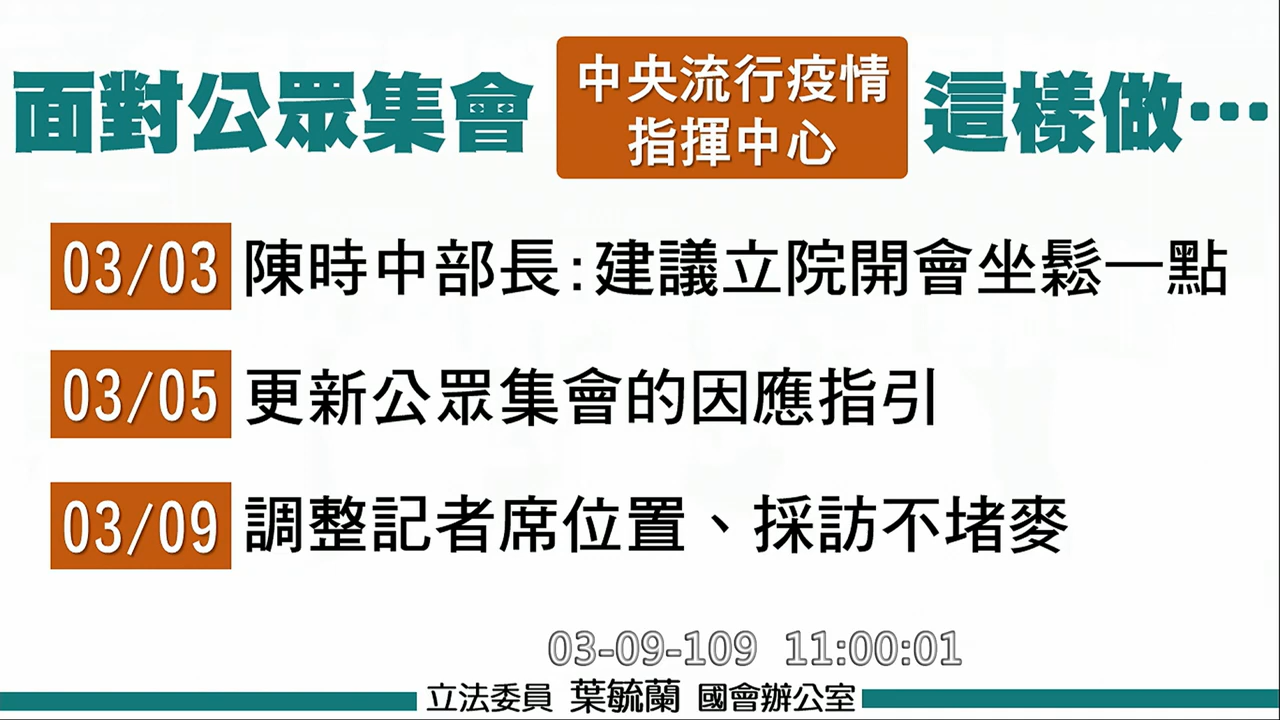 面對公眾集會 中央流行疫情指揮中心 這樣做…
03/03 陳時中部長:建議立院開會坐鬆一點
03/05 更新公眾集會的因應指引
03/09 調整記者席位置、採訪不堵麥
03-09-109 11:00:01
立法委員 葉毓蘭 國會辦公室